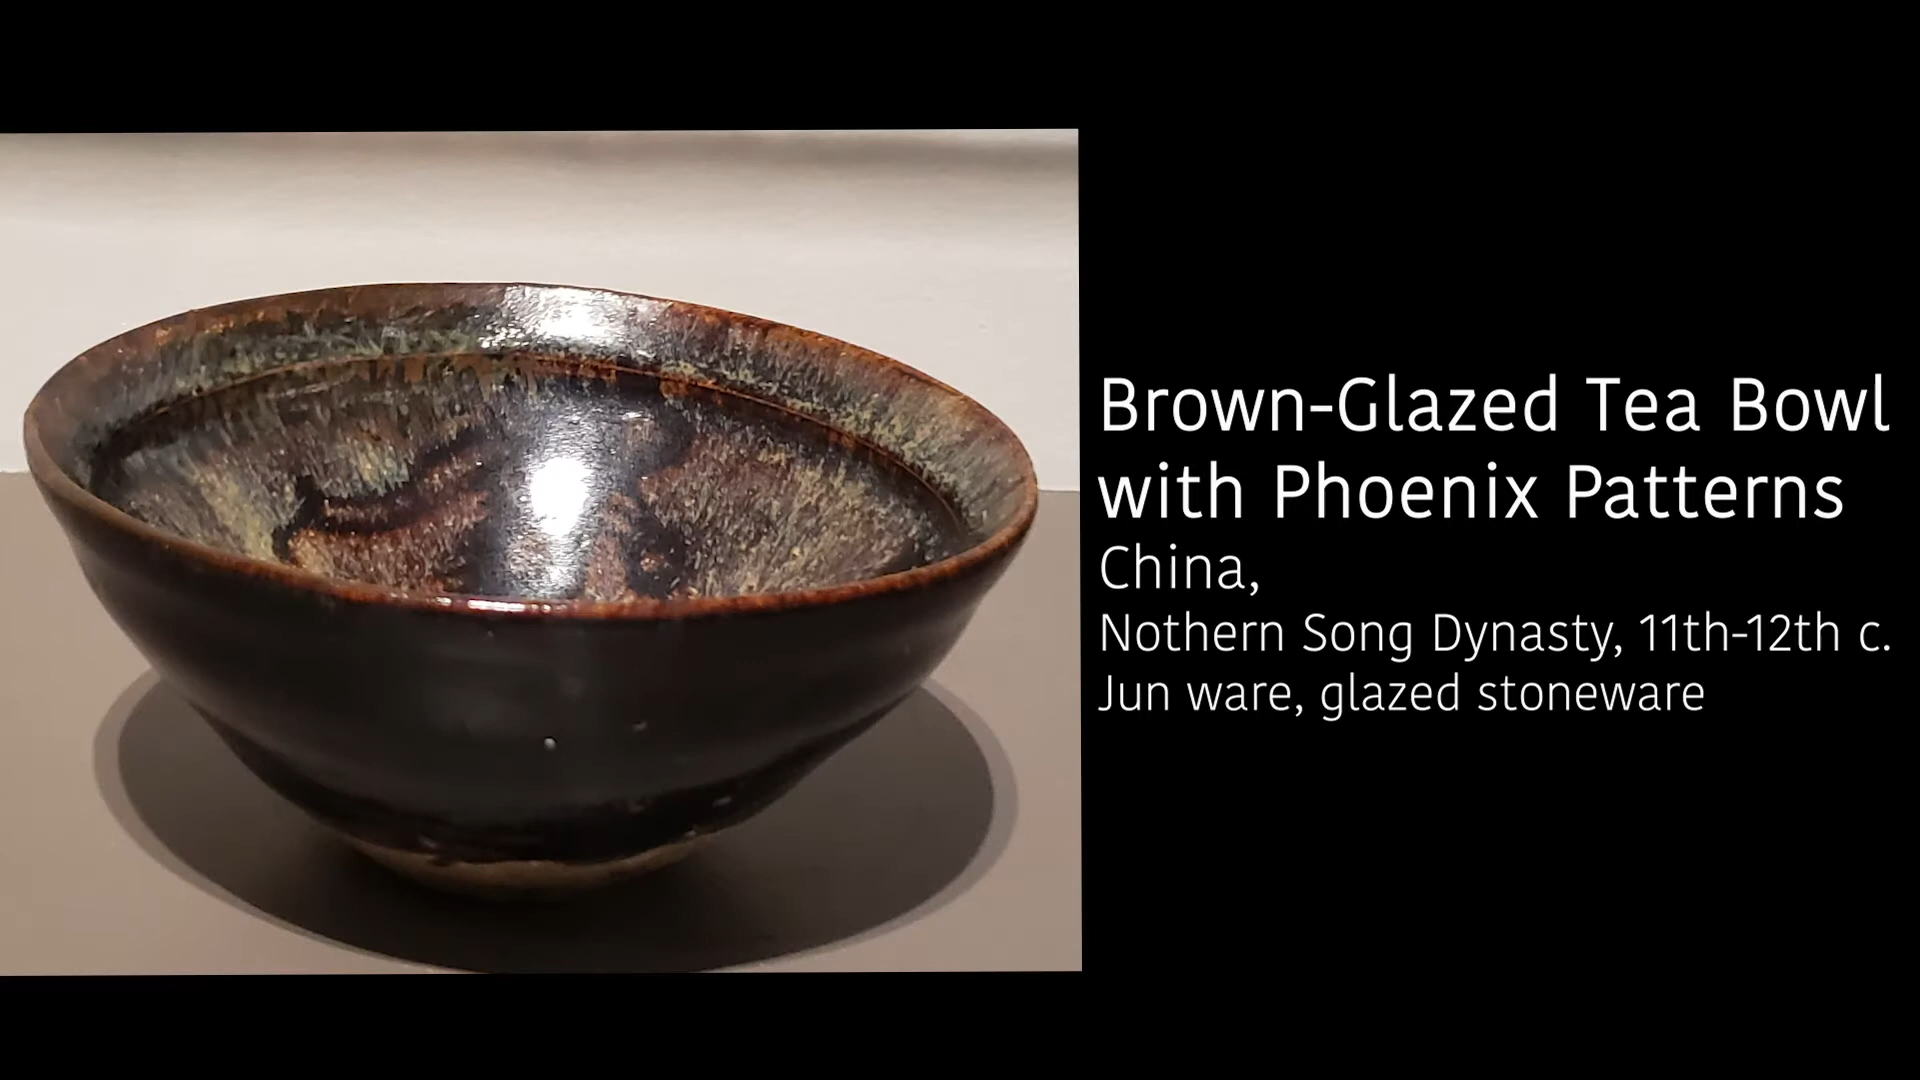 Brown-Glazed Tea Bowl
with Phoenix Patterns
China,
Nothern Song Dynasty, 11th-12th c.
Jun ware, glazed stoneware